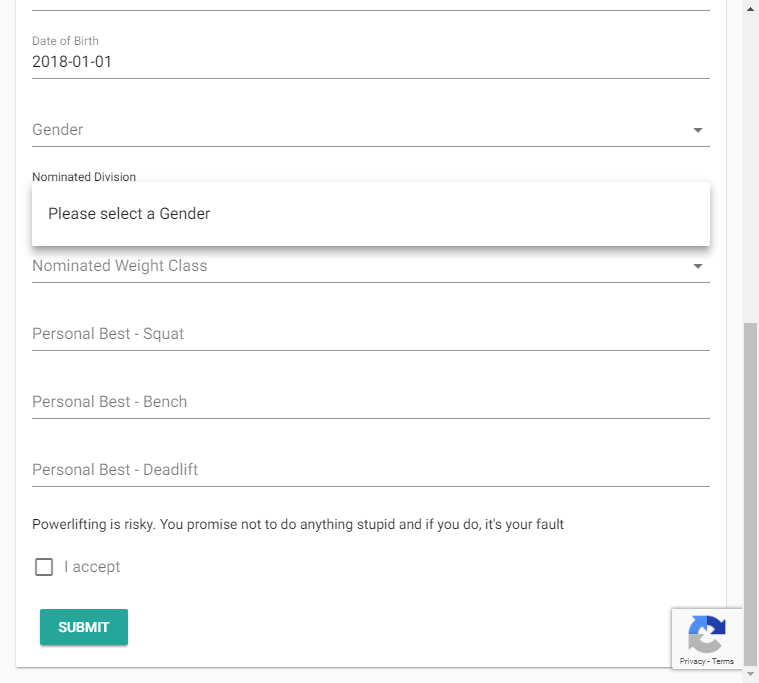 Date of Birth
2018-01-01
Gender
Nominated Division
Please select a Gender
Nominated Weight Class
Personal Best - Squat
Personal Best - Bench
Personal Best - Deadlift
Powerlifting is risky. You promise not to do anything stupid and if you do, it's your fault
I accept
SUBMIT
Privacy - Terms